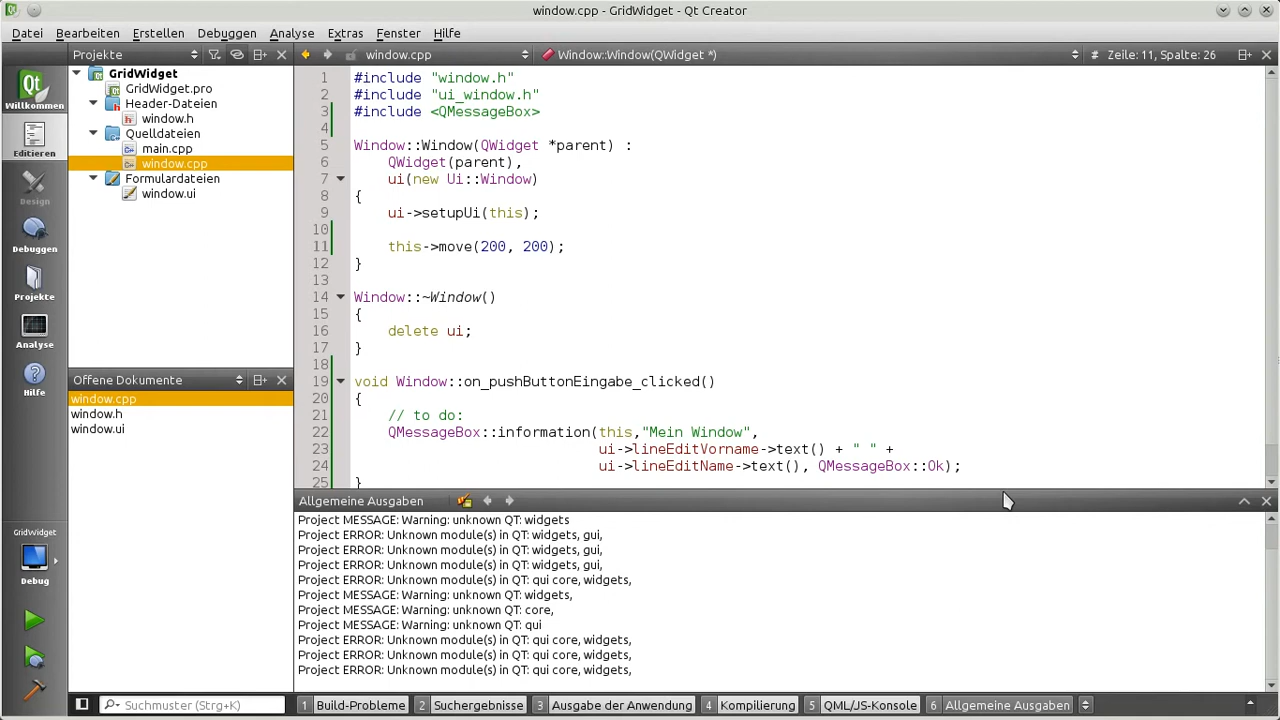 window.cpp - GridWidget - Qt Creator
Datei Bearbeiten Erstellen Debuggen Analyse Extras Fenster Hilfe
Projekte window.cpp Window::Window(QWidget *) # Zeile: 11, Spalte: 26
Willkommen
Editieren
Design
Debuggen
Projekte
Analyse
Hilfe
GridWidget
Debug
GridWidget
GridWidget.pro
Header-Dateien
window.h
Quelldateien
main.cpp
window.cpp
Formulardateien
window.ui
Offene Dokumente
window.cpp
window.h
window.ui
1 #include "window.h"
2 #include "ui_window.h"
3 #include <QMessageBox>
4
5 Window::Window(QWidget *parent) :
6 QWidget(parent),
7 ui(new Ui::Window)
8 {
9 ui->setupUi(this);
10
11 this->move(200, 200);
12 }
13
14 Window::~Window()
15 {
16 delete ui;
17 }
18
19 void Window::on_pushButtonEingabe_clicked()
20 {
21 // to do:
22 QMessageBox::information(this,"Mein Window",
23 ui->lineEditVorname->text() + " " +
24 ui->lineEditName->text(), QMessageBox::Ok);
25 }
Allgemeine Ausgaben
Project MESSAGE: Warning: unknown QT: widgets
Project ERROR: Unknown module(s) in QT: widgets, gui,
Project ERROR: Unknown module(s) in QT: widgets, gui,
Project ERROR: Unknown module(s) in QT: widgets, gui,
Project ERROR: Unknown module(s) in QT: qui core, widgets,
Project MESSAGE: Warning: unknown QT: widgets,
Project MESSAGE: Warning: unknown QT: core,
Project MESSAGE: Warning: unknown QT: qui
Project ERROR: Unknown module(s) in QT: qui core, widgets,
Project ERROR: Unknown module(s) in QT: qui core, widgets,
Project ERROR: Unknown module(s) in QT: qui core, widgets,
Suchmuster (Strg+K) 1 Build-Probleme 2 Suchergebnisse 3 Ausgabe der Anwendung 4 Kompilierung 5 QML/JS-Konsole 6 Allgemeine Ausgaben